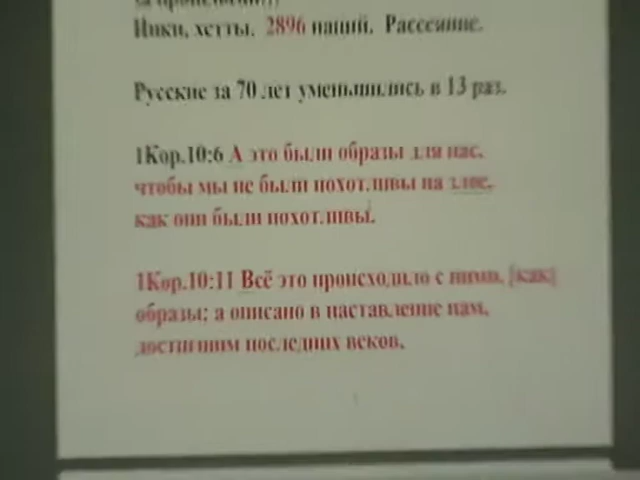 Инки, хетты, 2896 наций. Рассеяние.
Русские за 70 лет уменьшились в 13 раз.
1Кор.10:6 А это были образы для нас,
чтобы мы не были похотливы на злое,
как они были похотливы.
1Кор.10:11 Всё это происходило с ними, [как]
образы; а описано в наставление нам,
достигшим последних веков.